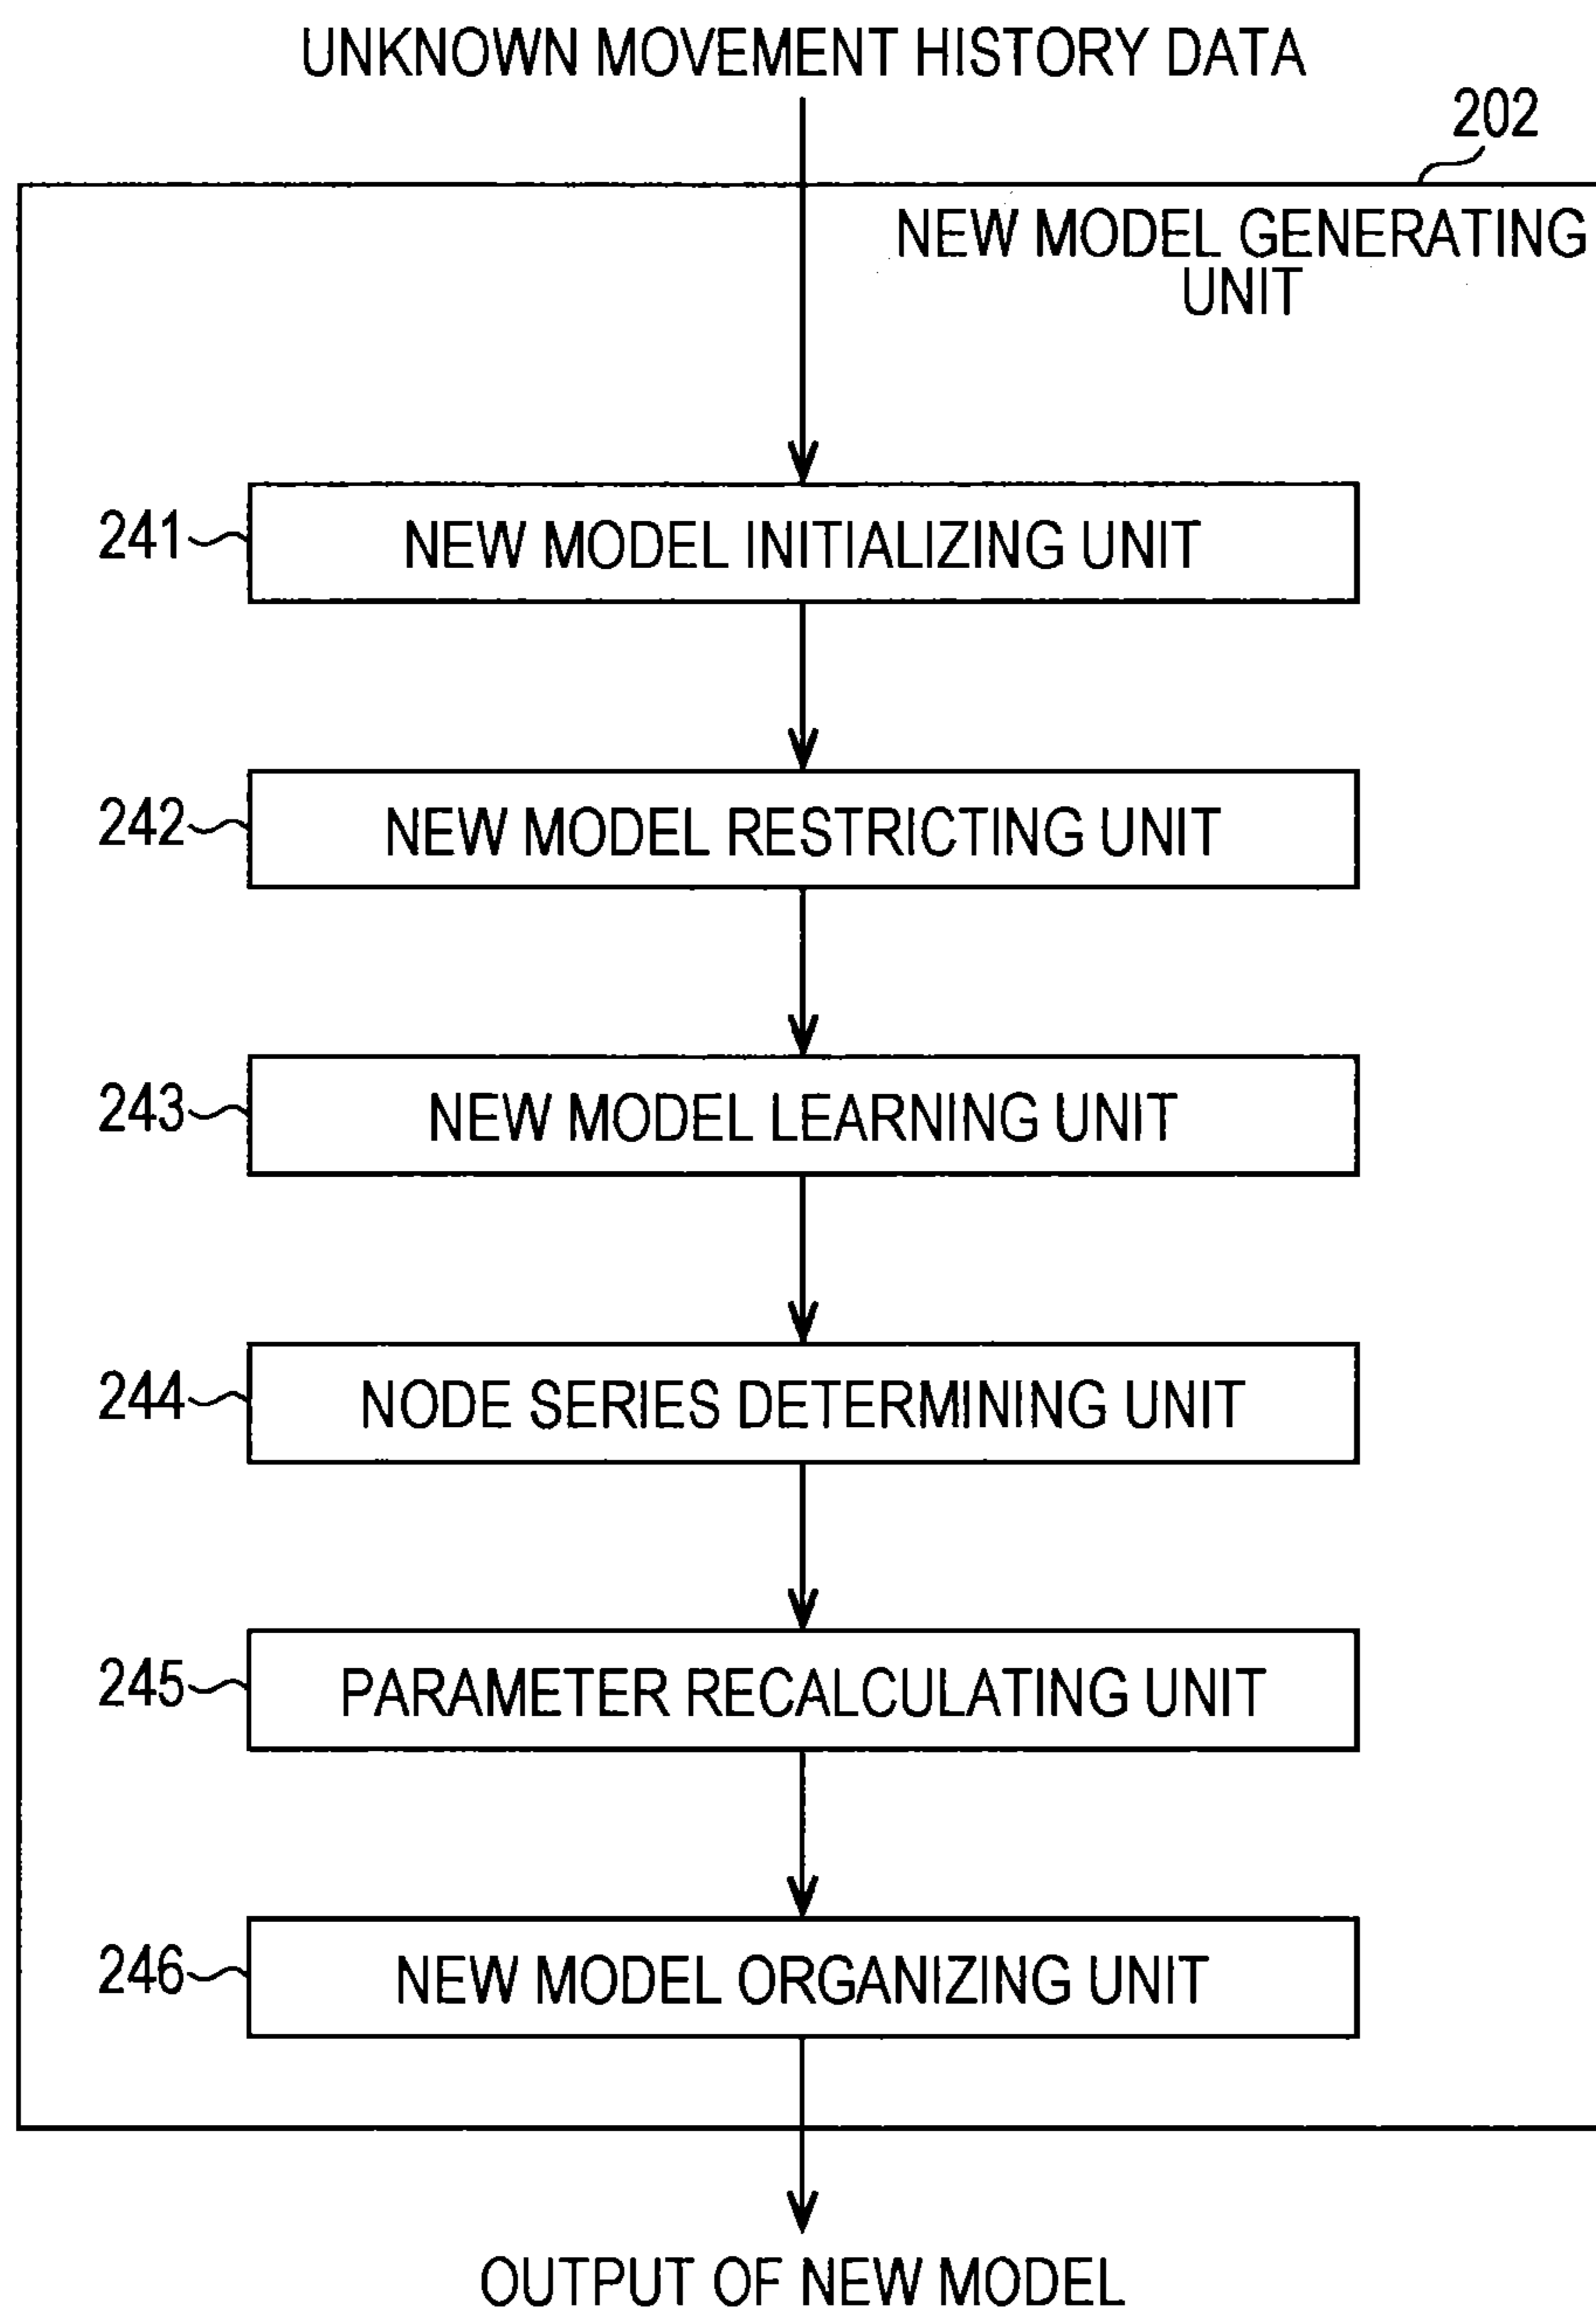 UNKNOWN MOVEMENT HISTORY DATA
202
NEW MODEL GENERATING
UNIT
241
NEW MODEL INITIALIZING UNIT
242
NEW MODEL RESTRICTING UNIT
243
NEW MODEL LEARNING UNIT
244
NODE SERIES DETERMINING UNIT
245
PARAMETER RECALCULATING UNIT
246
NEW MODEL ORGANIZING UNIT
OUTPUT OF NEW MODEL